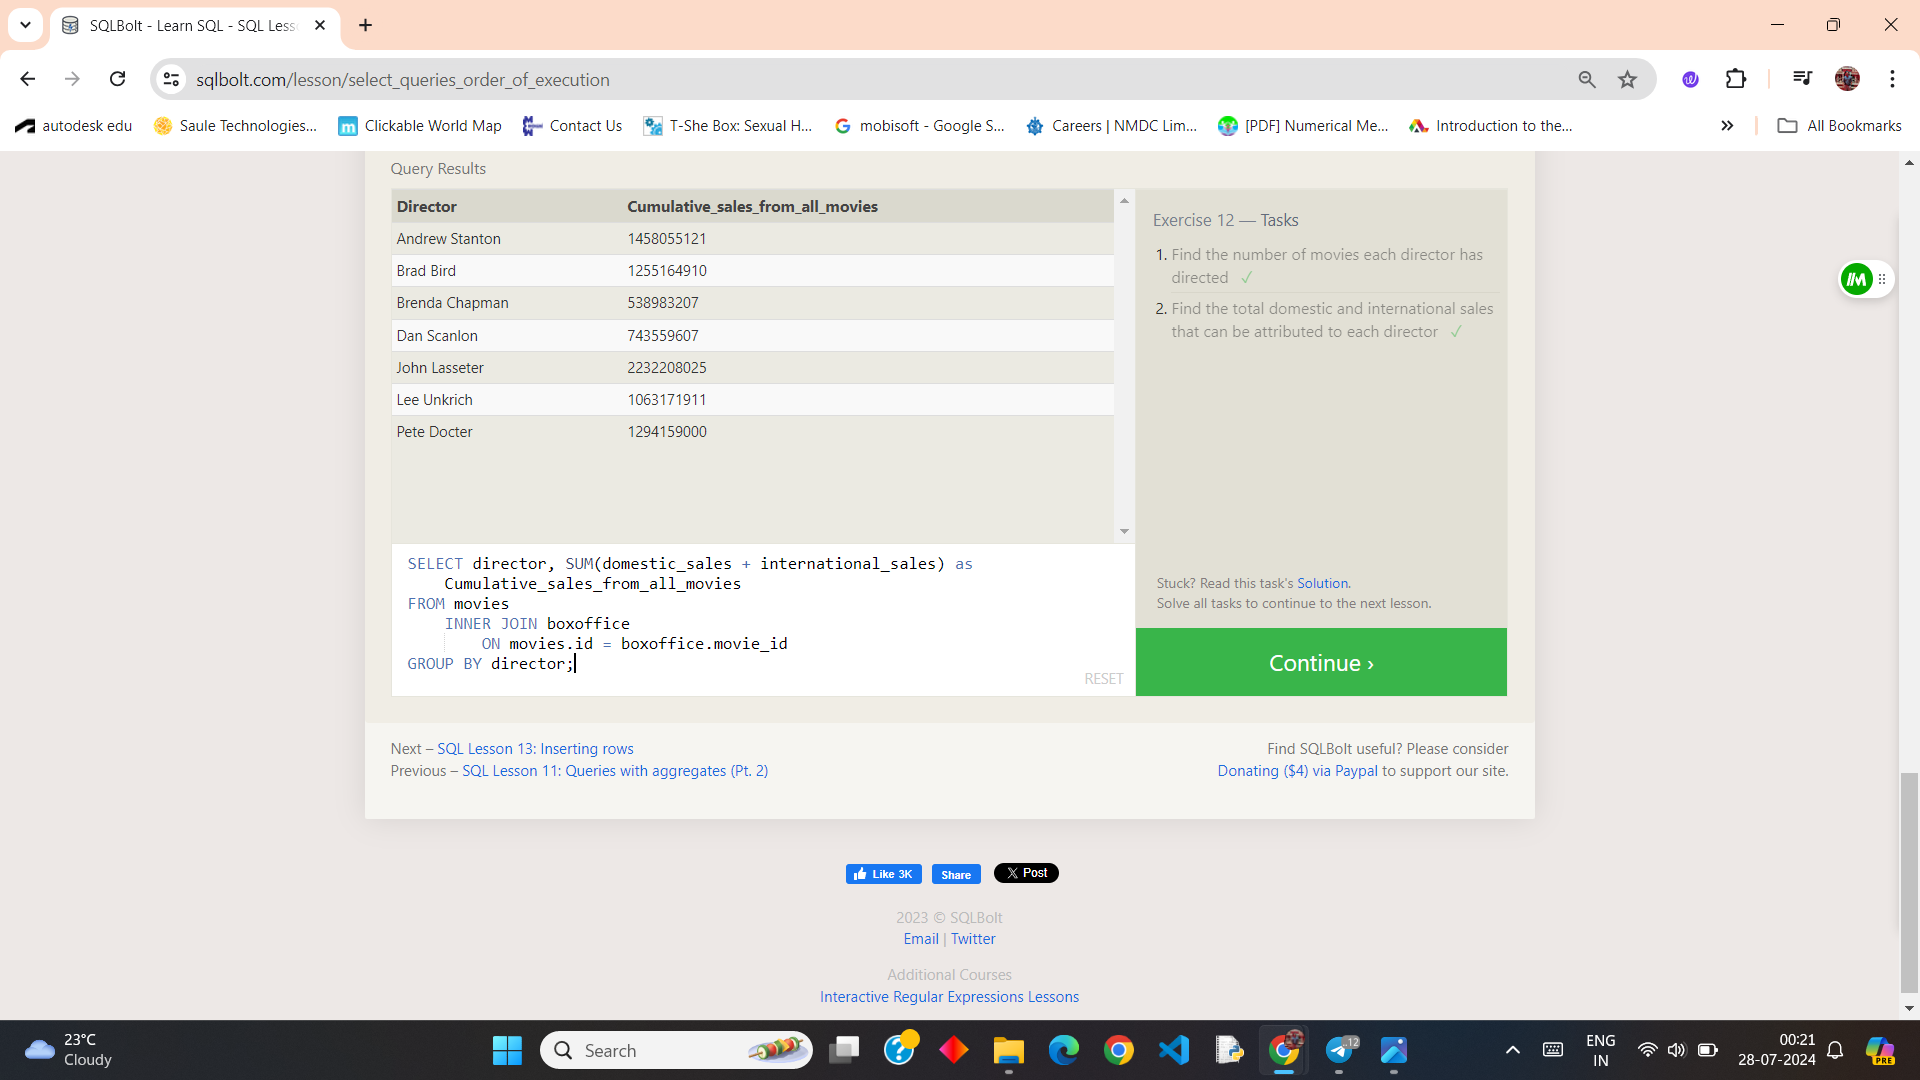 SQLBolt - Learn SQL - SQL Less
sqlbolt.com/lesson/select_queries_order_of_execution
autodesk edu
Saule Technologies...
m Clickable World Map
Contact Us
T-She Box: Sexual H...
mobisoft - Google S...
Careers | NMDC Lim...
[PDF] Numerical Me...
Introduction to the...
All Bookmarks
Query Results
Director Cumulative_sales_from_all_movies
Andrew Stanton 1458055121
Brad Bird 1255164910
Brenda Chapman 538983207
Dan Scanlon 743559607
John Lasseter 2232208025
Lee Unkrich 1063171911
Pete Docter 1294159000
Exercise 12 — Tasks
1. Find the number of movies each director has
directed ✓
2. Find the total domestic and international sales
that can be attributed to each director ✓
SELECT director, SUM(domestic_sales + international_sales) as
Cumulative_sales_from_all_movies
FROM movies
INNER JOIN boxoffice
ON movies.id = boxoffice.movie_id
GROUP BY director;
RESET
Stuck? Read this task's Solution.
Solve all tasks to continue to the next lesson.
Continue ›
Next – SQL Lesson 13: Inserting rows
Previous – SQL Lesson 11: Queries with aggregates (Pt. 2)
Find SQLBolt useful? Please consider
Donating ($4) via Paypal to support our site.
Like 3K
Share
X Post
2023 © SQLBolt
Email | Twitter
Additional Courses
Interactive Regular Expressions Lessons
23°C
Cloudy
Search
12
ENG
IN
00:21
28-07-2024
PRE